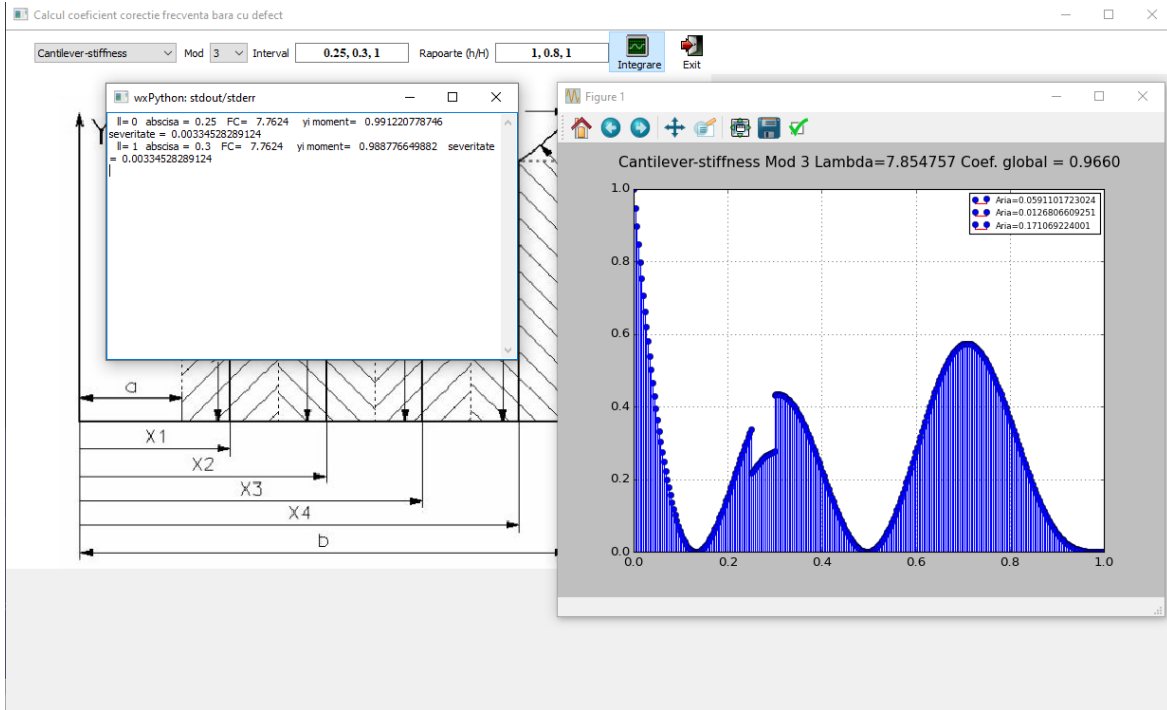 Calcul coeficient corectie frecventa bara cu defect
Cantilever-stiffness Mod 3 Interval 0.25, 0.3, 1 Rapoarte (h/H) 1, 0.8, 1 Integrare Exit
wxPython: stdout/stderr
II= 0 abscisa = 0.25 FC= 7.7624 yi moment= 0.991220778746
severitate = 0.00334528289124
II= 1 abscisa = 0.3 FC= 7.7624 yi moment= 0.988776649882 severitate
= 0.00334528289124
Y
a
X1
X2
X3
X4
b
Figure 1
Cantilever-stiffness Mod 3 Lambda=7.854757 Coef. global = 0.9660
Aria=0.0591101723024
Aria=0.0126806609251
Aria=0.171069224001
1.0
0.8
0.6
0.4
0.2
0.0
0.0 0.2 0.4 0.6 0.8 1.0